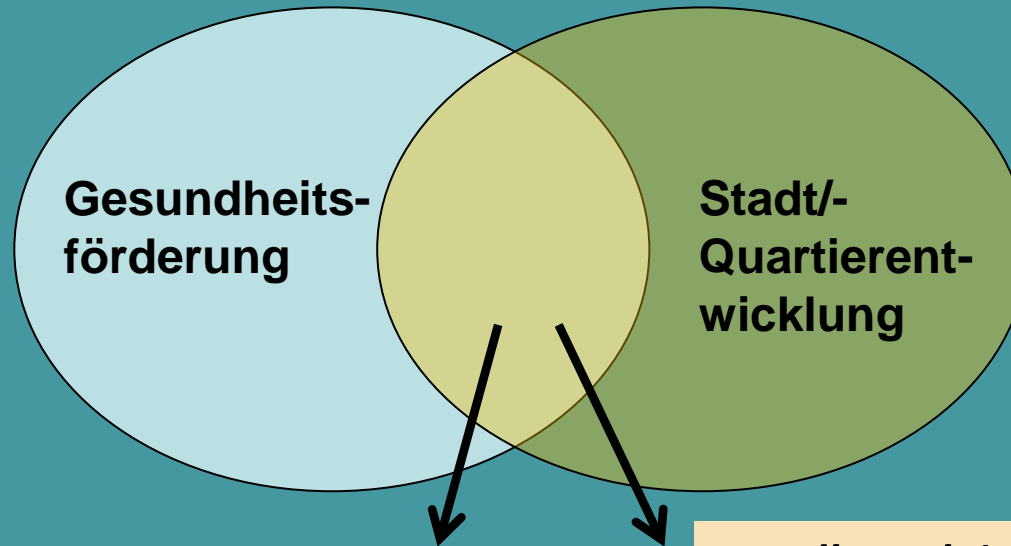 Gesundheits-
förderung
Stadt/-
Quartierent-
wicklung